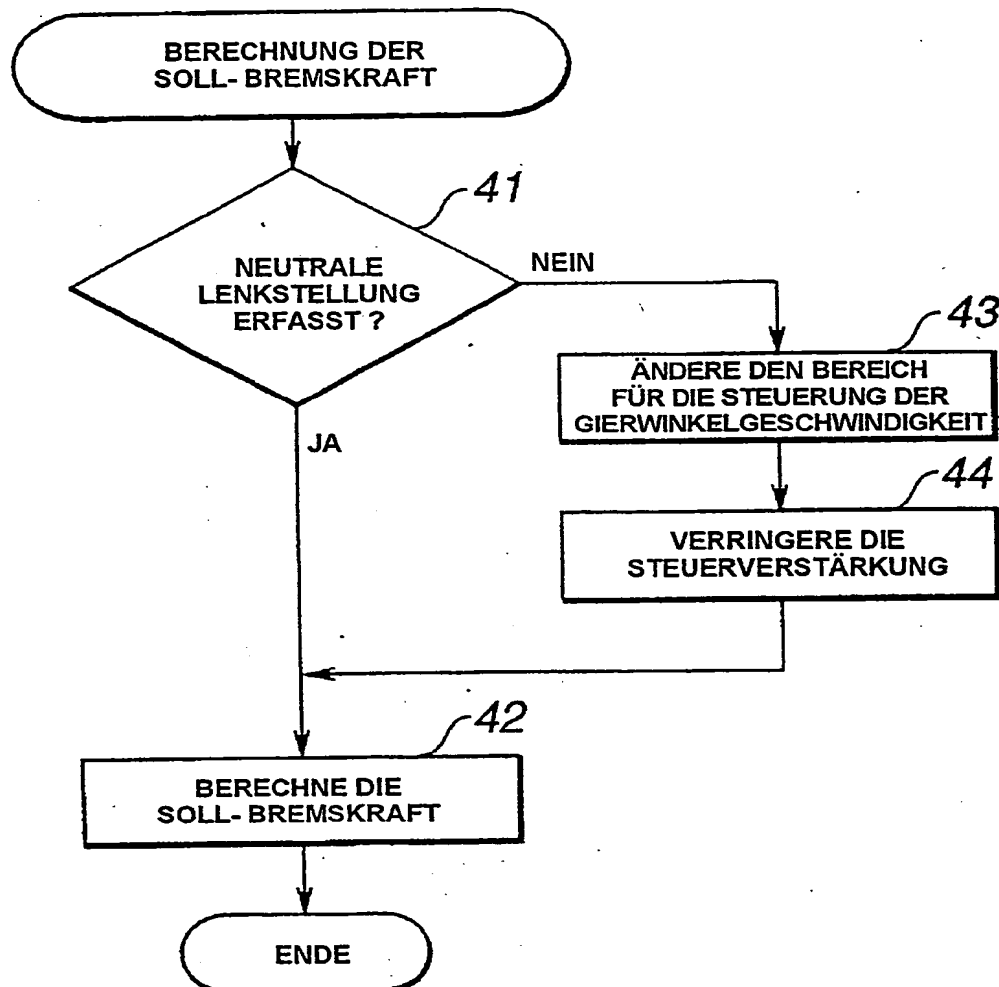 BERECHNUNG DER
SOLL- BREMSKRAFT
41
NEUTRALE
LENKSTELLUNG
ERFASST ?
NEIN
JA
43
ÄNDERE DEN BEREICH
FÜR DIE STEUERUNG DER
GIERWINKELGESCHWINDIGKEIT
44
VERRINGERE DIE
STEUERVERSTÄRKUNG
42
BERECHNE DIE
SOLL- BREMSKRAFT
ENDE